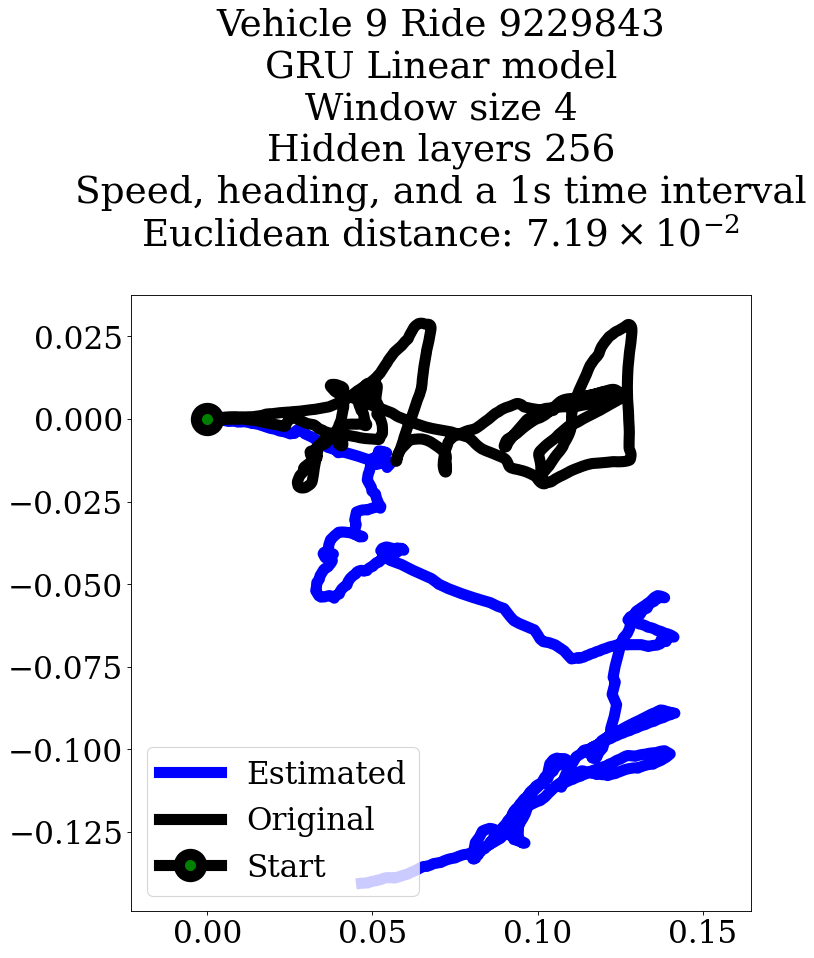 Vehicle 9 Ride 9229843
GRU Linear model
Window size 4
Hidden layers 256
Speed, heading, and a 1s time interval
Euclidean distance: 7.19 × 10⁻²
0.025
0.000
−0.025
−0.050
−0.075
−0.100
−0.125
Estimated
Original
Start
0.00 0.05 0.10 0.15